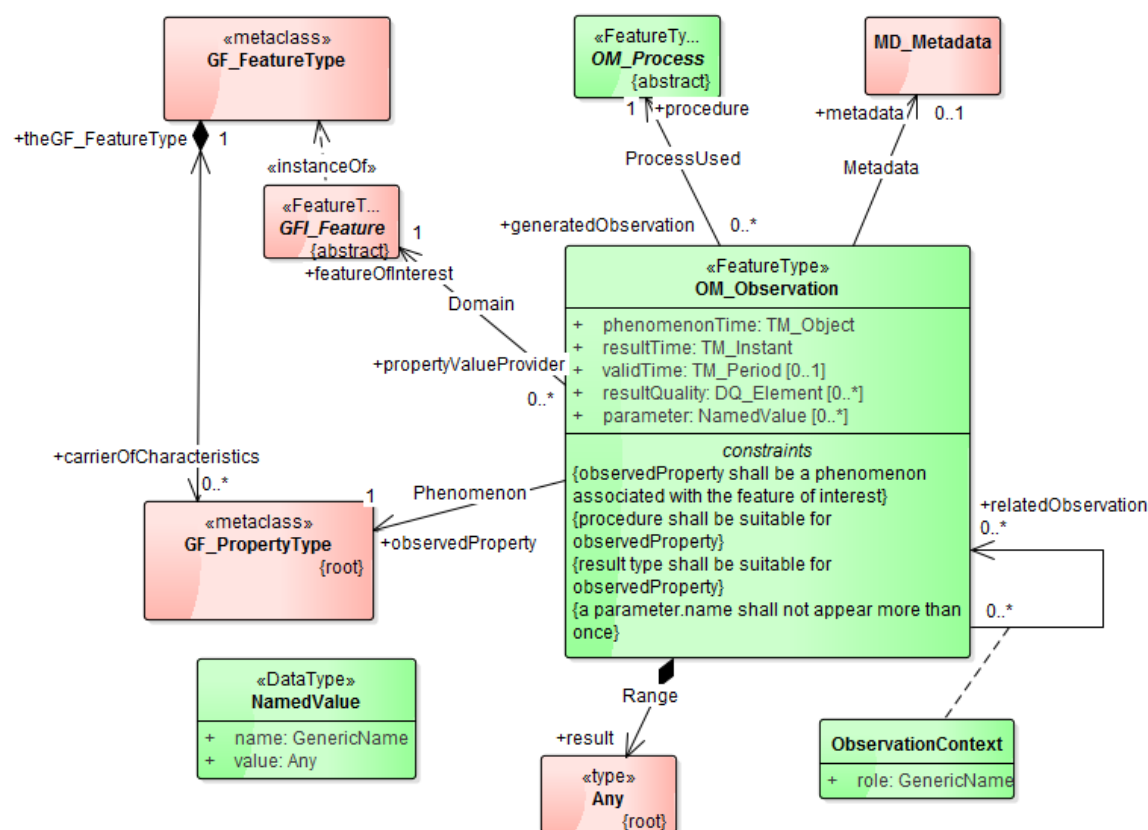 «metaclass»
GF_FeatureType
«FeatureTy...
OM_Process
{abstract}
MD_Metadata
+theGF_FeatureType
1
1
+procedure
+metadata
0..1
«instanceOf»
ProcessUsed
Metadata
«FeatureT...
GFI_Feature
{abstract}
1
+generatedObservation
0..*
+featureOfInterest
Domain
+propertyValueProvider
0..*
«FeatureType»
OM_Observation
+ phenomenonTime: TM_Object
+ resultTime: TM_Instant
+ validTime: TM_Period [0..1]
+ resultQuality: DQ_Element [0..*]
+ parameter: NamedValue [0..*]
constraints
{observedProperty shall be a phenomenon
associated with the feature of interest}
{procedure shall be suitable for
observedProperty}
{result type shall be suitable for
observedProperty}
{a parameter.name shall not appear more than
once}
+carrierOfCharacteristics
0..*
Phenomenon
1
+observedProperty
«metaclass»
GF_PropertyType
{root}
+relatedObservation
0..*
0..*
«DataType»
NamedValue
+ name: GenericName
+ value: Any
Range
+result
«type»
Any
{root}
ObservationContext
+ role: GenericName